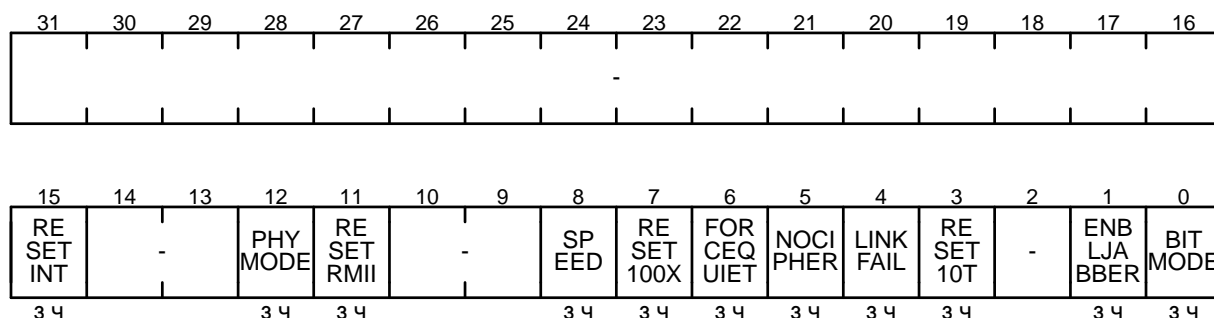 31 30 29 28 27 26 25 24 23 22 21 20 19 18 17 16
-
15 14 13 12 11 10 9 8 7 6 5 4 3 2 1 0
RE SET INT
-
PHY MODE
RE SET RMII
-
SP EED
RE SET 100X
FOR CEQ UIET
NOCI PHER
LINK FAIL
RE SET 10T
-
ENB LJA BBER
BIT MODE
з ч з ч з ч з ч з ч з ч з ч з ч з ч з ч з ч